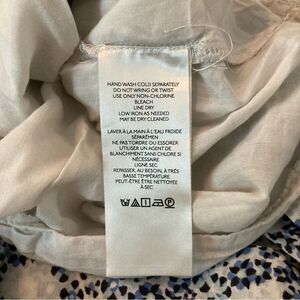 HAND WASH COLD SEPARATELY
DO NOT WRING OR TWIST
USE ONLY NON-CHLORINE
BLEACH
LINE DRY
LOW IRON AS NEEDED
MAY BE DRY CLEANED
LAVER À LA MAIN À L'EAU FROIDE
SÉPARÉMEN
NE PAS TORDRE OU ESSORER
UTILISER UN AGENT DE
BLANCHIMENT SANS CHLORE SI
NÉCESSAIRE
LIGNE SEC
REPASSER, AU BESOIN, À TRÈS
BASSE TEMPÉRATURE
PEUT-ÊTRE ÊTRE NETTOYÉE
À SEC